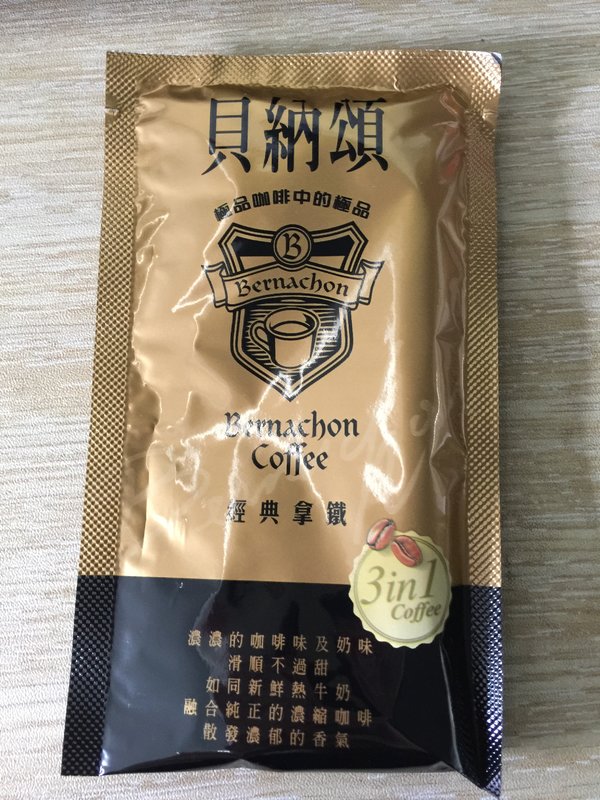 貝納頌
極品咖啡中的極品
B
Bernachon
Bernachon
Coffee
經典拿鐵
3in1
Coffee
濃濃的咖啡味及奶味
滑順不過甜
如同新鮮熱牛奶
融合純正的濃縮咖啡
散發濃郁的香氣